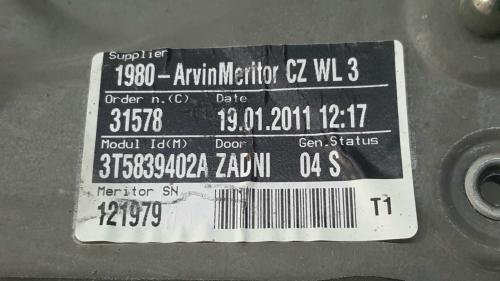 Supplier
1980-ArvinMeritor CZ WL 3
Order n.(C) Date
31578 19.01.2011 12:17
Modul Id(M) Door Gen.Status
3T5839402A ZADNI 04 S
Meritor SN
121979 T1